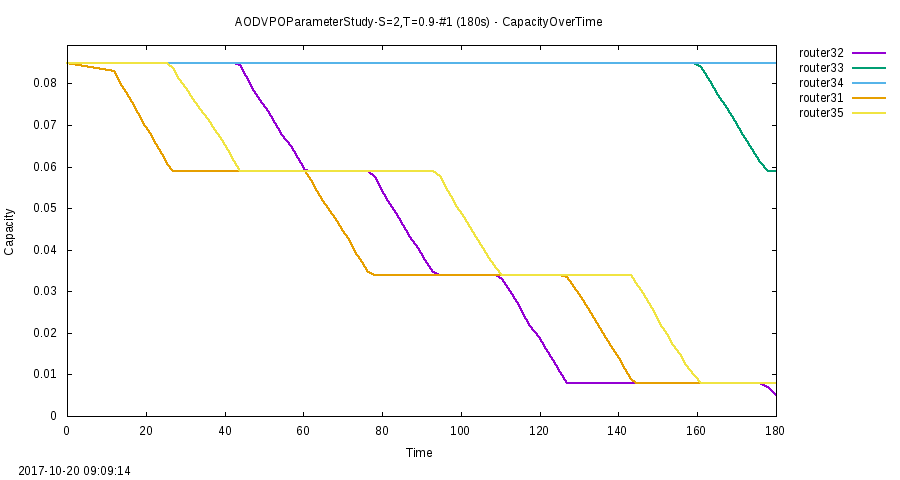 AODVPOParameterStudy-S=2,T=0.9-#1 (180s) - CapacityOverTime
router32
router33
router34
router31
router35
0.08
0.07
0.06
0.05
0.04
0.03
0.02
0.01
0
Capacity
0 20 40 60 80 100 120 140 160 180
Time
2017-10-20 09:09:14